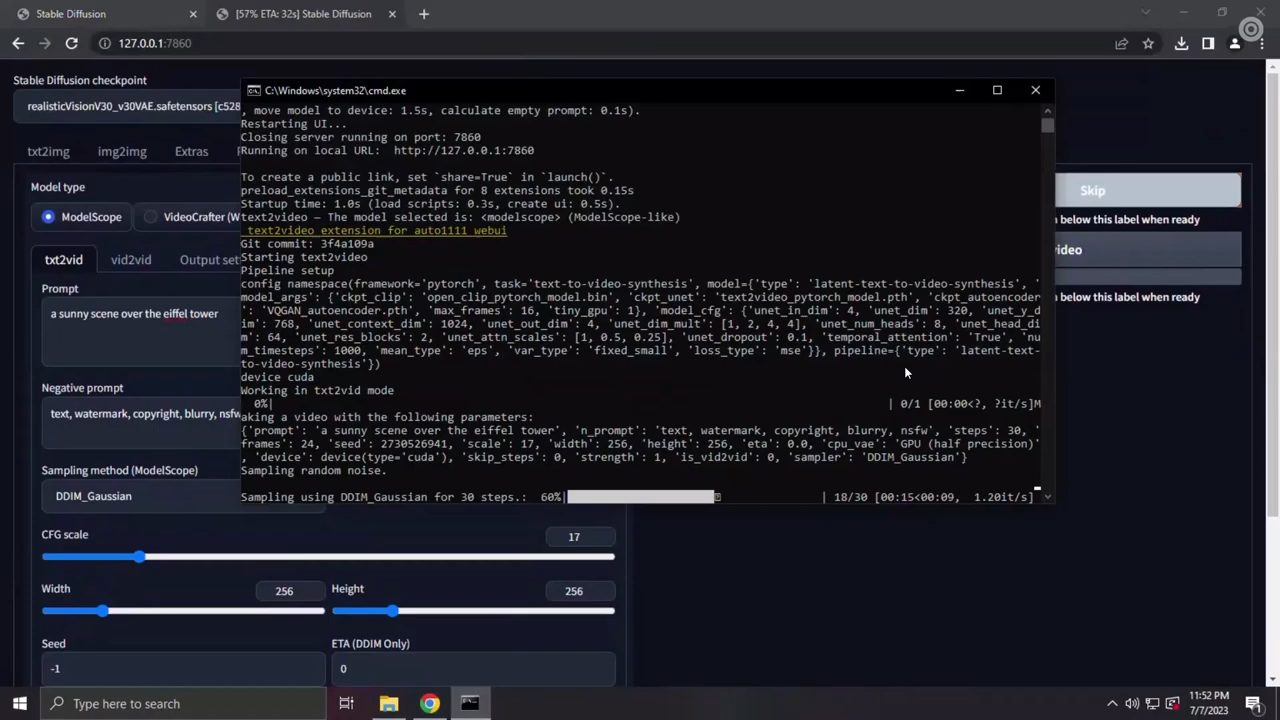 Stable Diffusion
[57% ETA: 32s] Stable Diffusion
127.0.0.1:7860
Stable Diffusion checkpoint
realisticVisionV30_v30VAE.safetensors [c528
txt2img
img2img
Extras
Model type
ModelScope
VideoCrafter (W
txt2vid
vid2vid
Output set
Prompt
a sunny scene over the eiffel tower
Negative prompt
text, watermark, copyright, blurry, nsfw
Sampling method (ModelScope)
DDIM_Gaussian
CFG scale
17
Width
256
Height
256
Seed
-1
ETA (DDIM Only)
0
C:\Windows\system32\cmd.exe
, move model to device: 1.5s, calculate empty prompt: 0.1s).
Restarting UI...
Closing server running on port: 7860
Running on local URL:  http://127.0.0.1:7860
To create a public link, set `share=True` in `launch()`.
preload_extensions_git_metadata for 8 extensions took 0.15s
Startup time: 1.0s (load scripts: 0.3s, create ui: 0.5s).
text2video — The model selected is: <modelscope> (ModelScope-like)
text2video extension for auto1111 webui
Git commit: 3f4a109a
Starting text2video
Pipeline setup
config namespace(framework='pytorch', task='text-to-video-synthesis', model={'type': 'latent-text-to-video-synthesis', '
model_args': {'ckpt_clip': 'open_clip_pytorch_model.bin', 'ckpt_unet': 'text2video_pytorch_model.pth', 'ckpt_autoencoder
': 'VQGAN_autoencoder.pth', 'max_frames': 16, 'tiny_gpu': 1}, 'model_cfg': {'unet_in_dim': 4, 'unet_dim': 320, 'unet_y_d
im': 768, 'unet_context_dim': 1024, 'unet_out_dim': 4, 'unet_dim_mult': [1, 2, 4, 4], 'unet_num_heads': 8, 'unet_head_di
m': 64, 'unet_res_blocks': 2, 'unet_attn_scales': [1, 0.5, 0.25], 'unet_dropout': 0.1, 'temporal_attention': 'True', 'nu
m_timesteps': 1000, 'mean_type': 'eps', 'var_type': 'fixed_small', 'loss_type': 'mse'}}, pipeline={'type': 'latent-text-
to-video-synthesis'})
device cuda
Working in txt2vid mode
0%| | 0/1 [00:00<?, ?it/s]M
aking a video with the following parameters:
{'prompt': 'a sunny scene over the eiffel tower', 'n_prompt': 'text, watermark, copyright, blurry, nsfw', 'steps': 30, '
frames': 24, 'seed': 2730526941, 'scale': 17, 'width': 256, 'height': 256, 'eta': 0.0, 'cpu_vae': 'GPU (half precision)'
, 'device': device(type='cuda'), 'skip_steps': 0, 'strength': 1, 'is_vid2vid': 0, 'sampler': 'DDIM_Gaussian'}
Sampling random noise.
Sampling using DDIM_Gaussian for 30 steps.:  60%| | 18/30 [00:15<00:09,  1.20it/s]
Skip
n below this label when ready
ideo
n below this label when ready
Type here to search
11:52 PM
7/7/2023
1